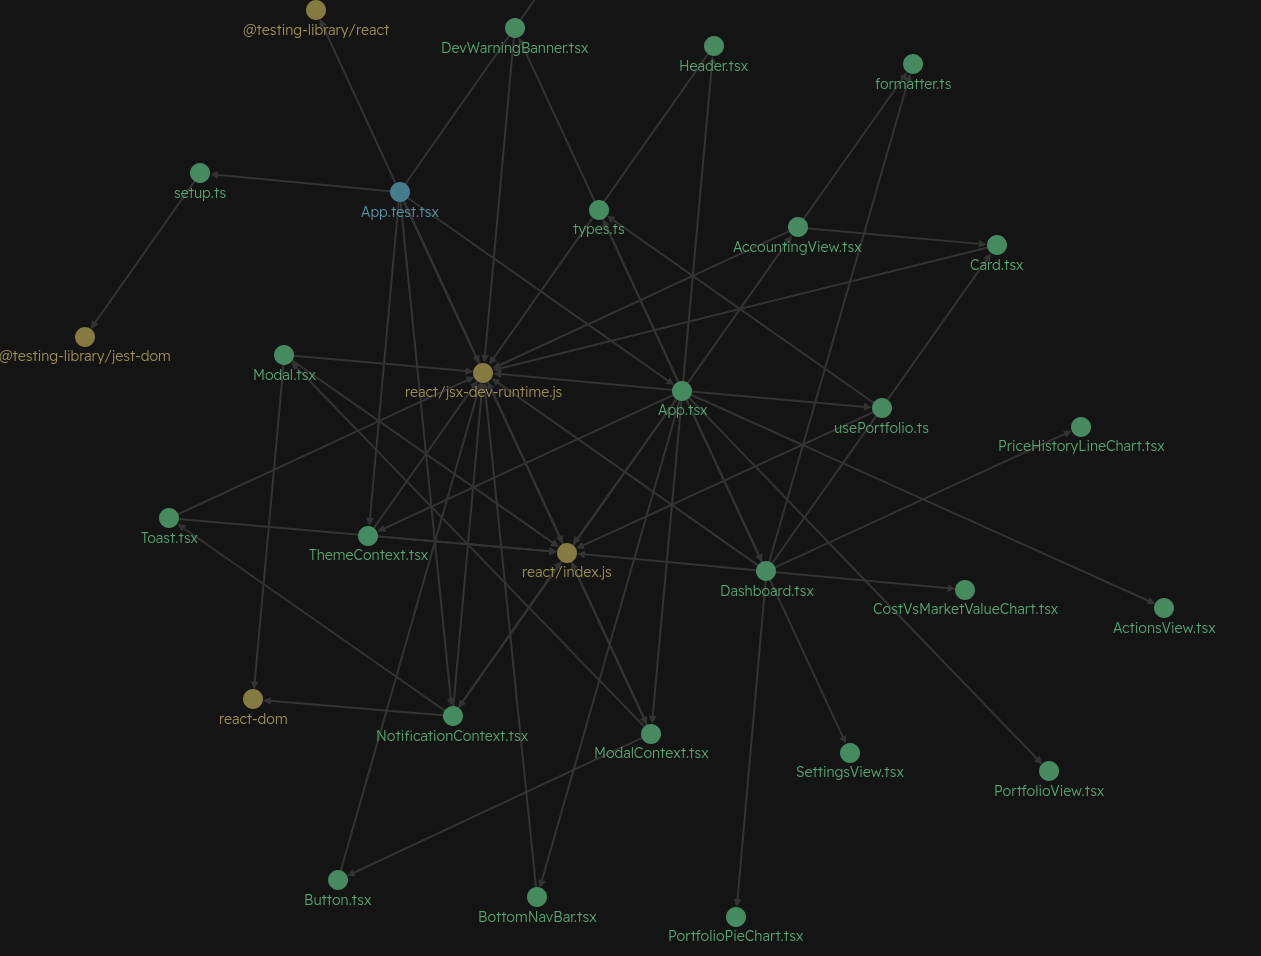 @testing-library/react
DevWarningBanner.tsx
Header.tsx
formatter.ts
setup.ts
App.test.tsx
types.ts
AccountingView.tsx
Card.tsx
@testing-library/jest-dom
Modal.tsx
react/jsx-dev-runtime.js
App.tsx
usePortfolio.ts
PriceHistoryLineChart.tsx
Toast.tsx
ThemeContext.tsx
react/index.js
Dashboard.tsx
CostVsMarketValueChart.tsx
ActionsView.tsx
react-dom
NotificationContext.tsx
ModalContext.tsx
SettingsView.tsx
PortfolioView.tsx
Button.tsx
BottomNavBar.tsx
PortfolioPieChart.tsx